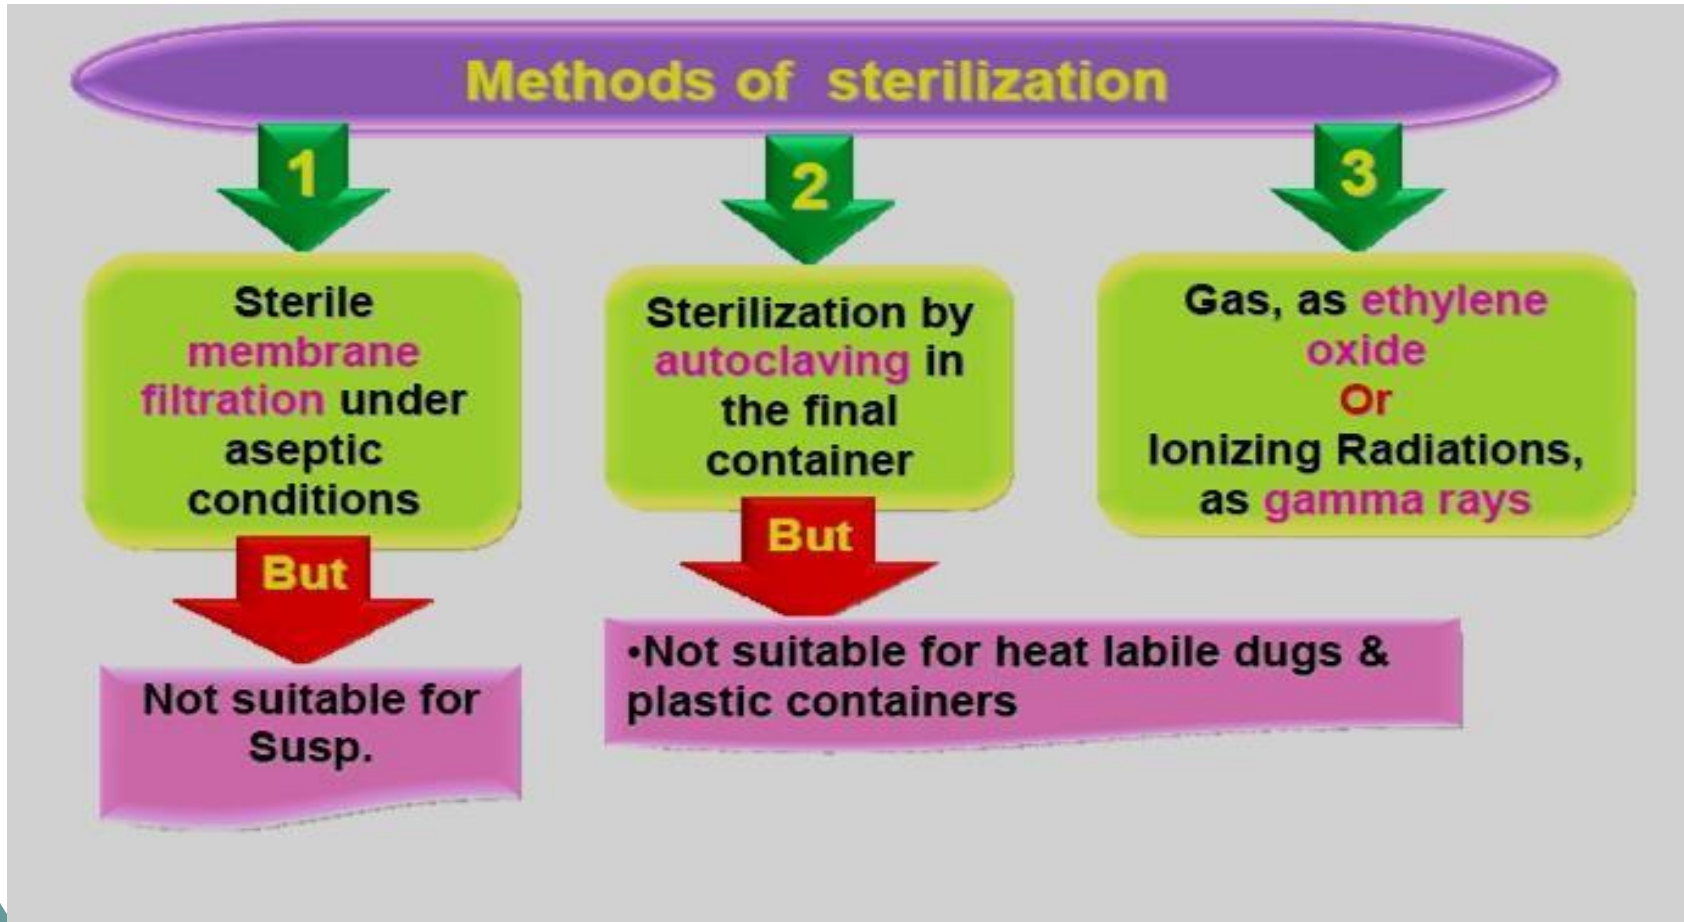 Methods of sterilization
1
Sterile
membrane
filtration under
aseptic
conditions
But
Not suitable for
Susp.
2
Sterilization by
autoclaving in
the final
container
But
•Not suitable for heat labile dugs &
plastic containers
3
Gas, as ethylene
oxide
Or
Ionizing Radiations,
as gamma rays